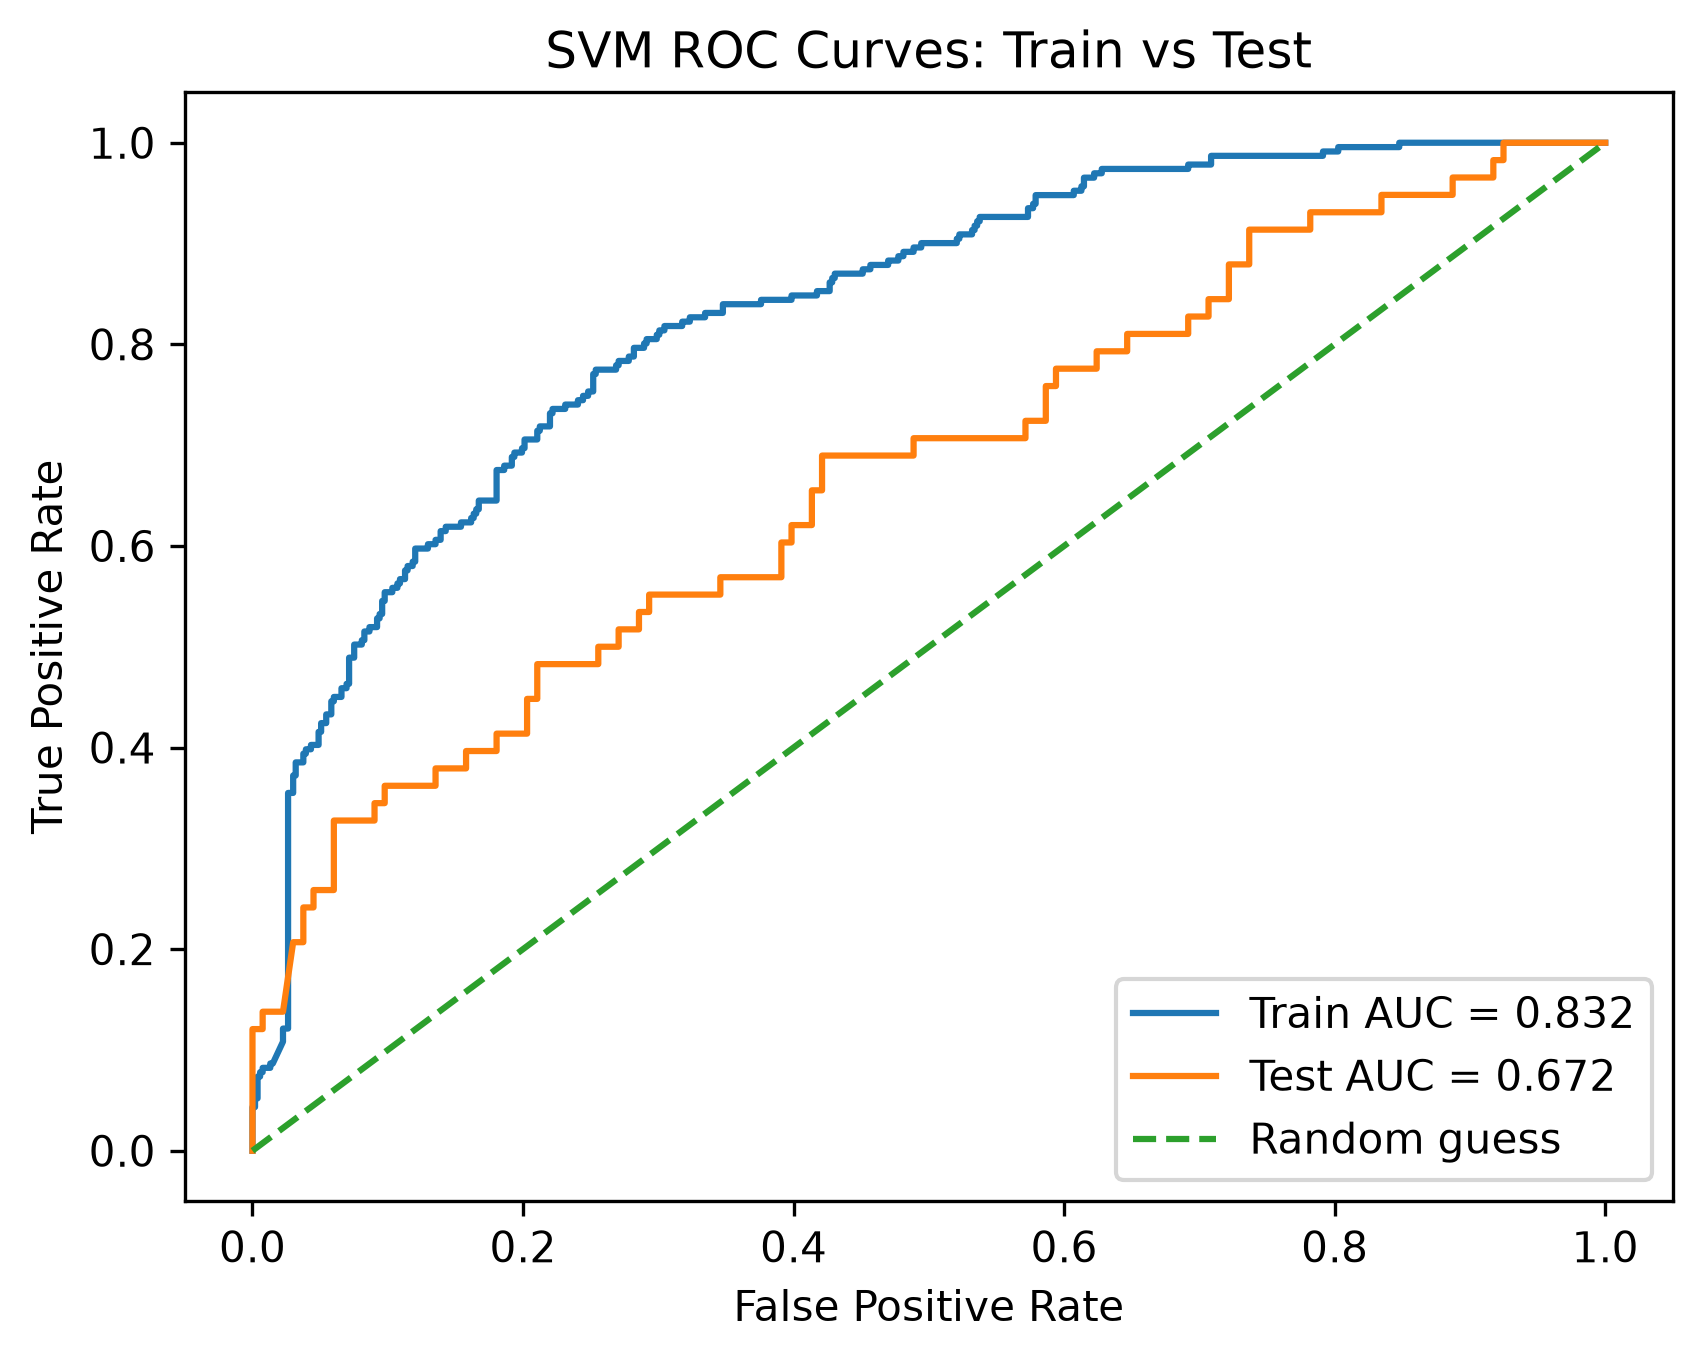 SVM ROC Curves: Train vs Test
True Positive Rate
1.0
0.8
0.6
0.4
0.2
0.0
Train AUC = 0.832
Test AUC = 0.672
Random guess
0.0 0.2 0.4 0.6 0.8 1.0
False Positive Rate